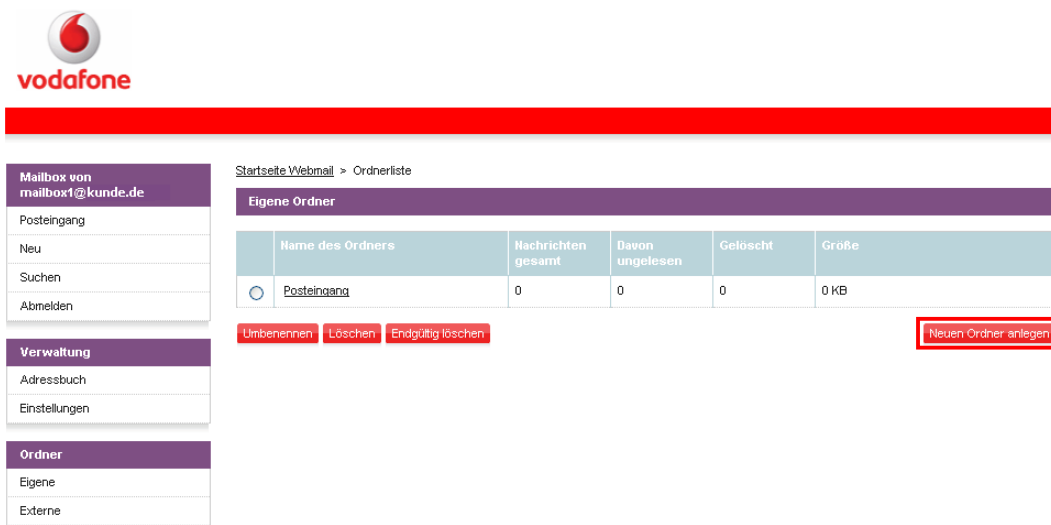 vodafone
Mailbox von
mailbox1@kunde.de
Posteingang
Neu
Suchen
Abmelden
Verwaltung
Adressbuch
Einstellungen
Ordner
Eigene
Externe
Startseite Webmail > Ordnerliste
Eigene Ordner
Name des Ordners Nachrichten gesamt Davon ungelesen Gelöscht Größe
Posteingang 0 0 0 0 KB
Umbenennen Löschen Endgültig löschen Neuen Ordner anlegen